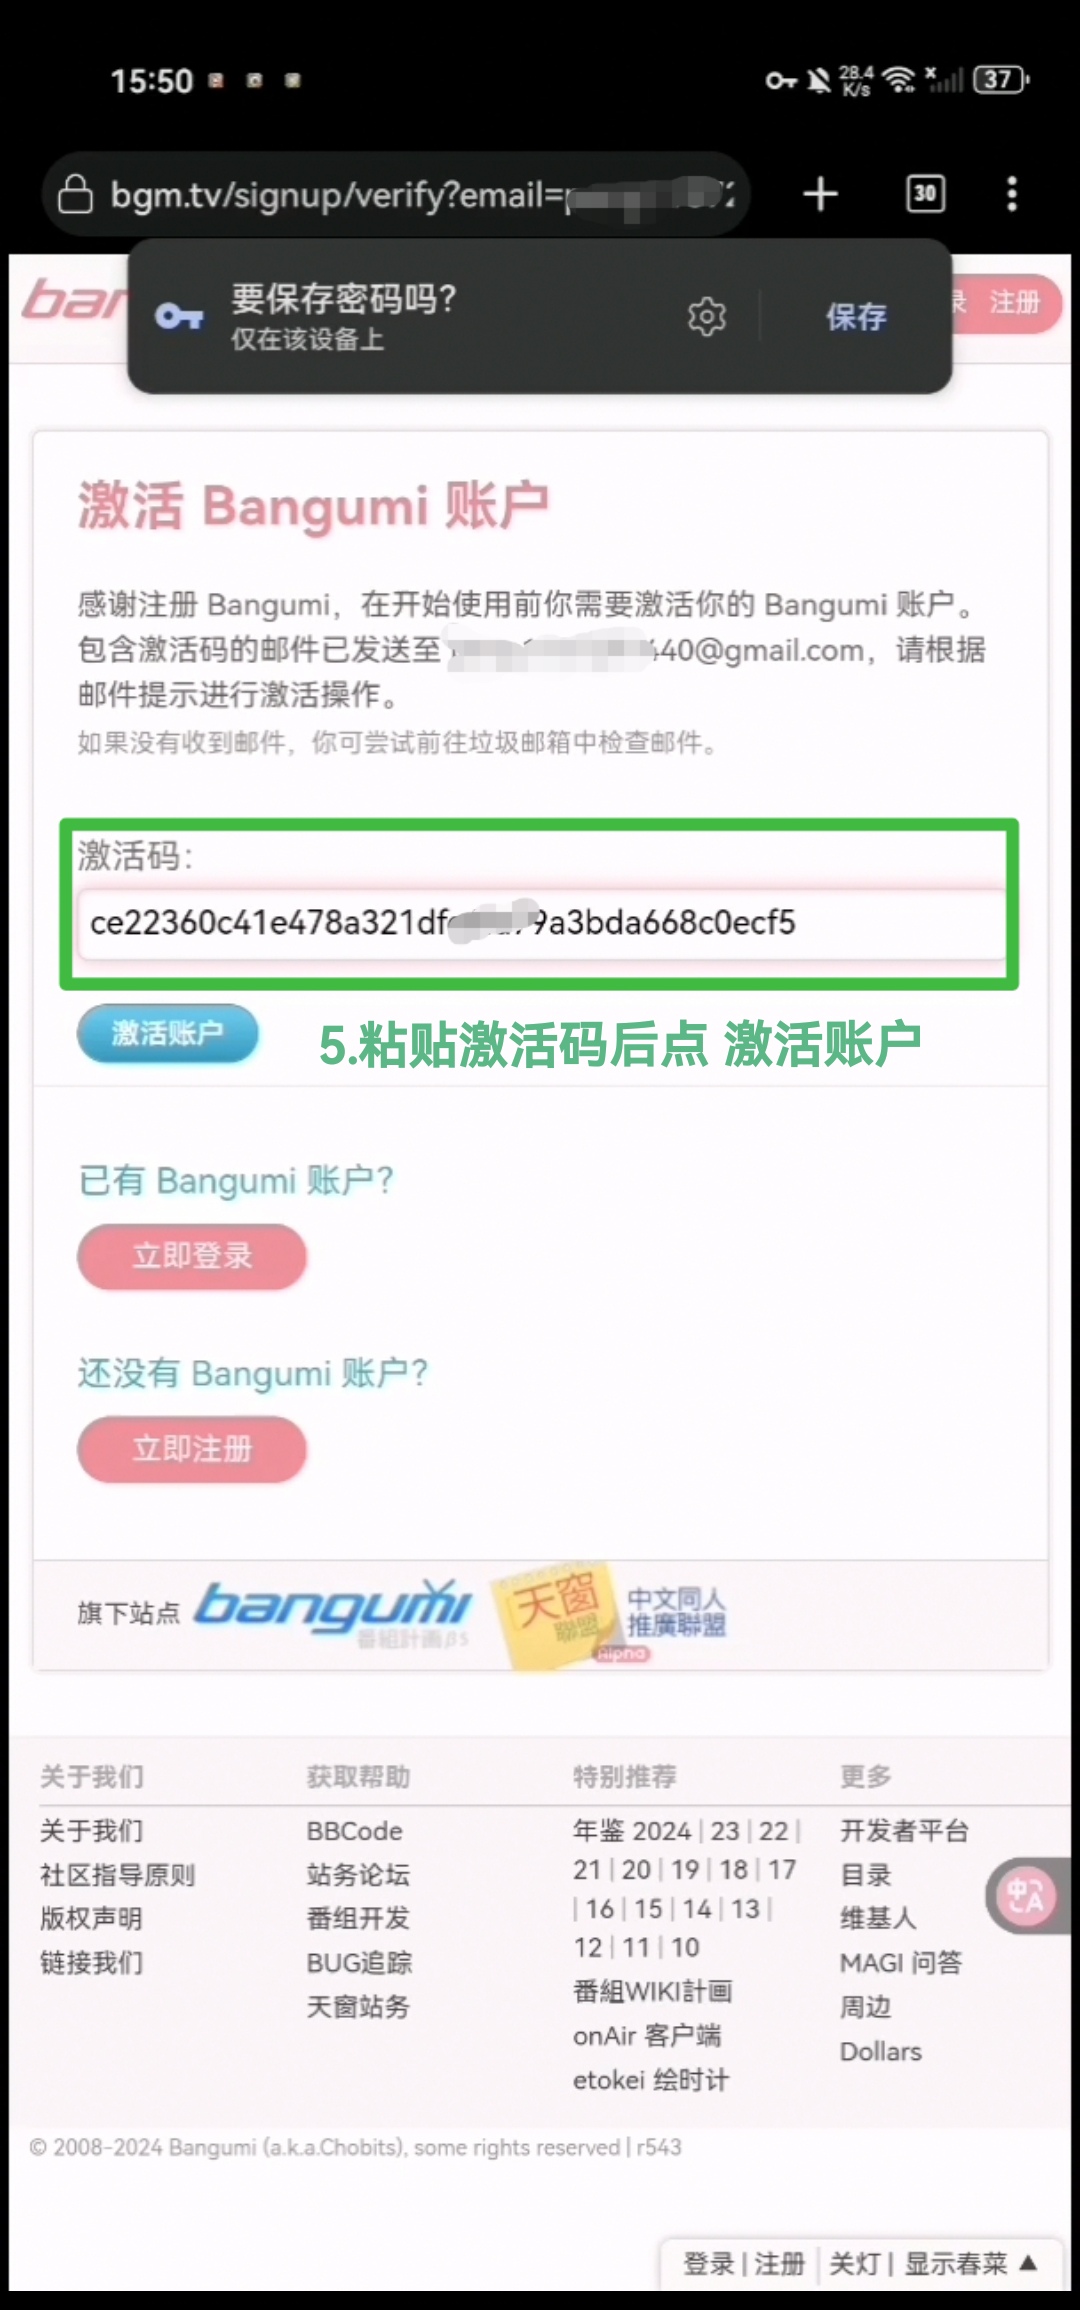 15:50
28.4
K/s
37
bgm.tv/signup/verify?email=
30
要保存密码吗?
仅在该设备上
保存
注册
激活 Bangumi 账户
感谢注册 Bangumi，在开始使用前你需要激活你的 Bangumi 账户。
包含激活码的邮件已发送至 440@gmail.com，请根据
邮件提示进行激活操作。
如果没有收到邮件，你可尝试前往垃圾邮箱中检查邮件。
激活码:
ce22360c41e478a321df 79a3bda668c0ecf5
激活账户
5.粘贴激活码后点 激活账户
已有 Bangumi 账户?
立即登录
还没有 Bangumi 账户?
立即注册
旗下站点 bangumi 天窗 中文同人
番組計画β5 聯盟 推廣聯盟
Alpha
关于我们 获取帮助 特别推荐 更多
关于我们 BBCode 年鉴 2024 | 23 | 22 | 开发者平台
社区指导原则 站务论坛 21 | 20 | 19 | 18 | 17 目录
版权声明 番组开发 | 16 | 15 | 14 | 13 | 维基人
链接我们 BUG追踪 12 | 11 | 10 MAGI 问答
天窗站务 番組WIKI計画 周边
onAir 客户端 Dollars
etokei 绘时计
中A
© 2008-2024 Bangumi (a.k.a.Chobits), some rights reserved | r543
登录 | 注册 | 关灯 | 显示春菜 ▲